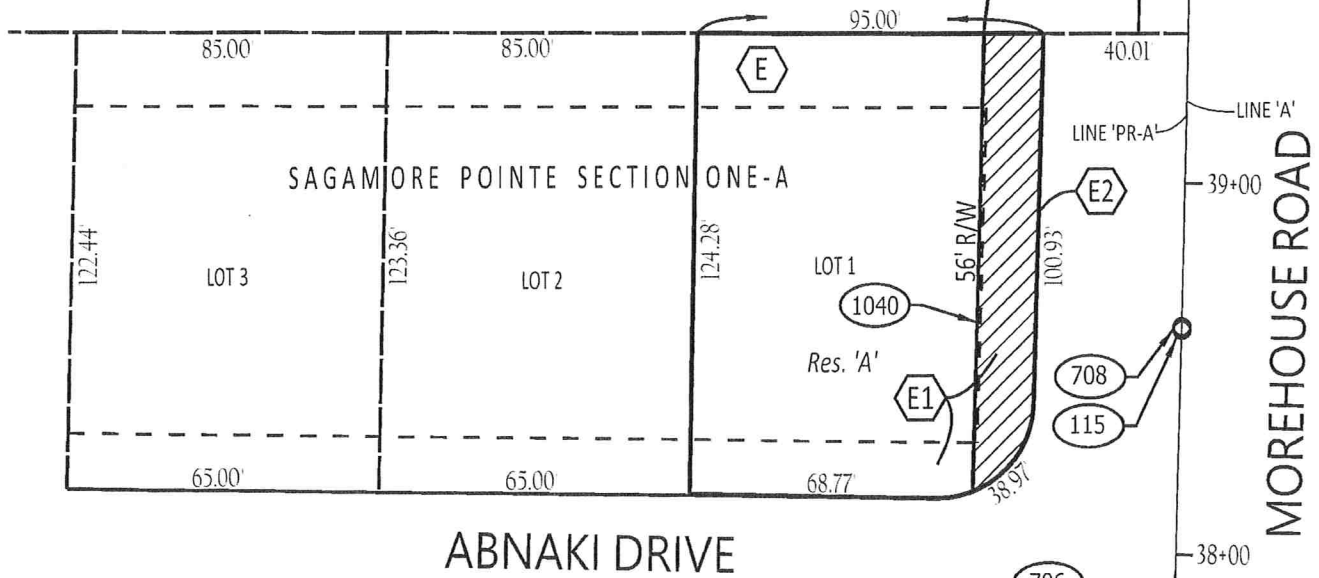 95.00'
85.00'
85.00'
40.01'
E
LINE 'A'
LINE 'PR-A'
SAGAMORE POINTE SECTION ONE-A
39+00
E2
122.44'
LOT 3
123.36'
LOT 2
124.28'
LOT 1
56' R/W
100.93'
1040
Res. 'A'
708
E1
115
MOREHOUSE ROAD
65.00'
63.00'
68.77'
38.97'
ABNAKI DRIVE
38+00